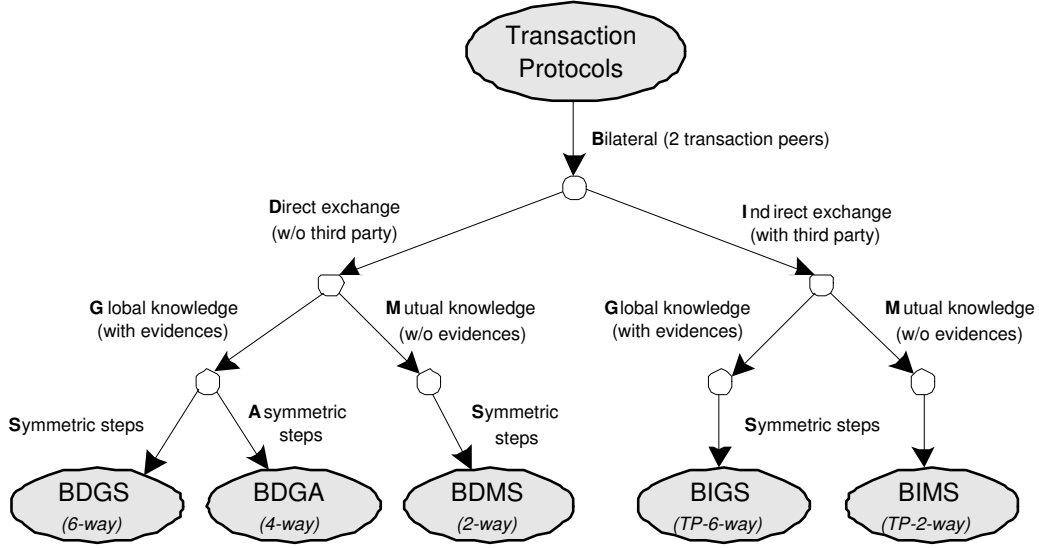 Transaction
Protocols
Bilateral (2 transaction peers)
Direct exchange
(w/o third party)
Indirect exchange
(with third party)
Global knowledge
(with evidences)
Mutual knowledge
(w/o evidences)
Global knowledge
(with evidences)
Mutual knowledge
(w/o evidences)
Symmetric steps
Asymmetric
steps
Symmetric
steps
Symmetric steps
BDGS
(6-way)
BDGA
(4-way)
BDMS
(2-way)
BIGS
(TP-6-way)
BIMS
(TP-2-way)